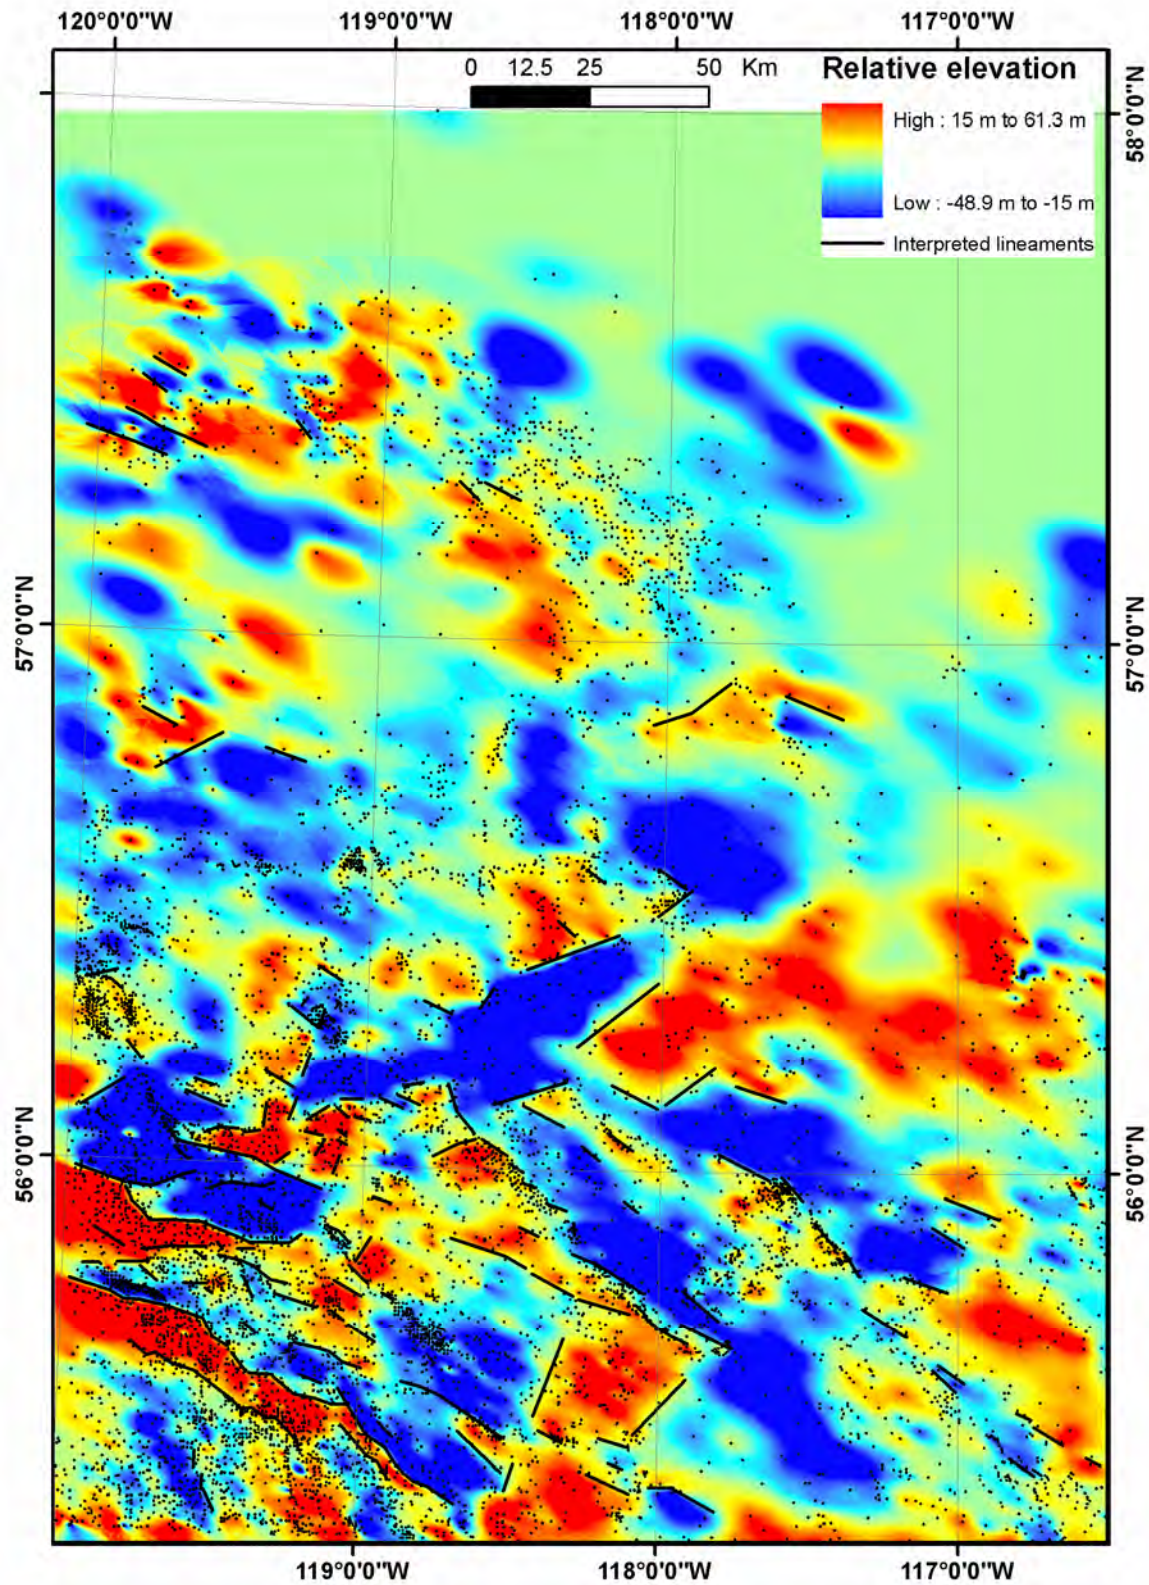 120°0'0"W 119°0'0"W 118°0'0"W 117°0'0"W
0 12.5 25 50 Km
Relative elevation
High : 15 m to 61.3 m
Low : -48.9 m to -15 m
Interpreted lineaments
58°0'0"N
57°0'0"N 57°0'0"N
56°0'0"N 56°0'0"N
119°0'0"W 118°0'0"W 117°0'0"W